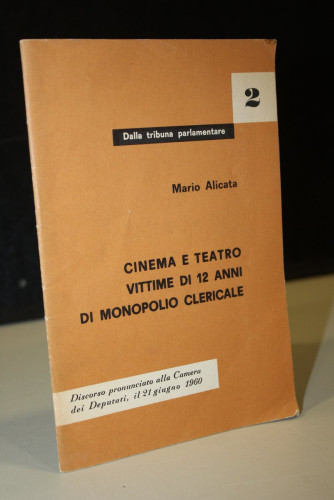 2
Dalla tribuna parlamentare
Mario Alicata
CINEMA E TEATRO
VITTIME DI 12 ANNI
DI MONOPOLIO CLERICALE
Discorso pronunciato alla Camera
dei Deputati, il 21 giugno 1960